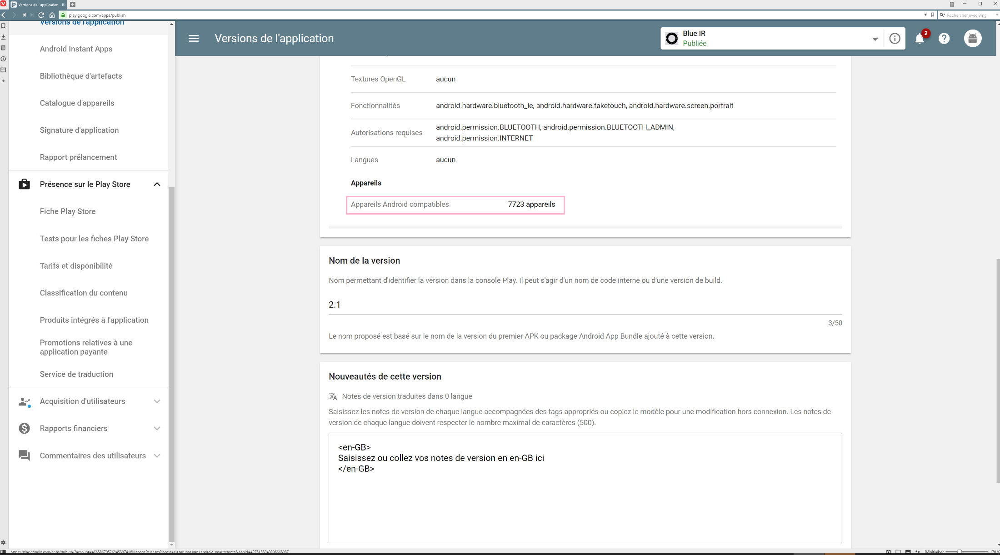 Versions de l'application - Bl
play.google.com/apps/publish
Rechercher avec Bing
Versions de l'application
Android Instant Apps
Bibliothèque d'artefacts
Catalogue d'appareils
Signature d'application
Rapport prélancement
Présence sur le Play Store
Fiche Play Store
Tests pour les fiches Play Store
Tarifs et disponibilité
Classification du contenu
Produits intégrés à l'application
Promotions relatives à une
application payante
Service de traduction
Acquisition d'utilisateurs
Rapports financiers
Commentaires des utilisateurs
Versions de l'application
Blue IR
Publiée
2
Textures OpenGL aucun
Fonctionnalités android.hardware.bluetooth_le, android.hardware.faketouch, android.hardware.screen.portrait
Autorisations requises android.permission.BLUETOOTH, android.permission.BLUETOOTH_ADMIN,
android.permission.INTERNET
Langues aucun
Appareils
Appareils Android compatibles 7723 appareils
Nom de la version
Nom permettant d'identifier la version dans la console Play. Il peut s'agir d'un nom de code interne ou d'une version de build.
2.1
3/50
Le nom proposé est basé sur le nom de la version du premier APK ou package Android App Bundle ajouté à cette version.
Nouveautés de cette version
Notes de version traduites dans 0 langue
Saisissez les notes de version de chaque langue accompagnées des tags appropriés ou copiez le modèle pour une modification hors connexion. Les notes de
version de chaque langue doivent respecter le nombre maximal de caractères (500).
<en-GB>
Saisissez ou collez vos notes de version en en-GB ici
</en-GB>
Réinitialiser 170 %